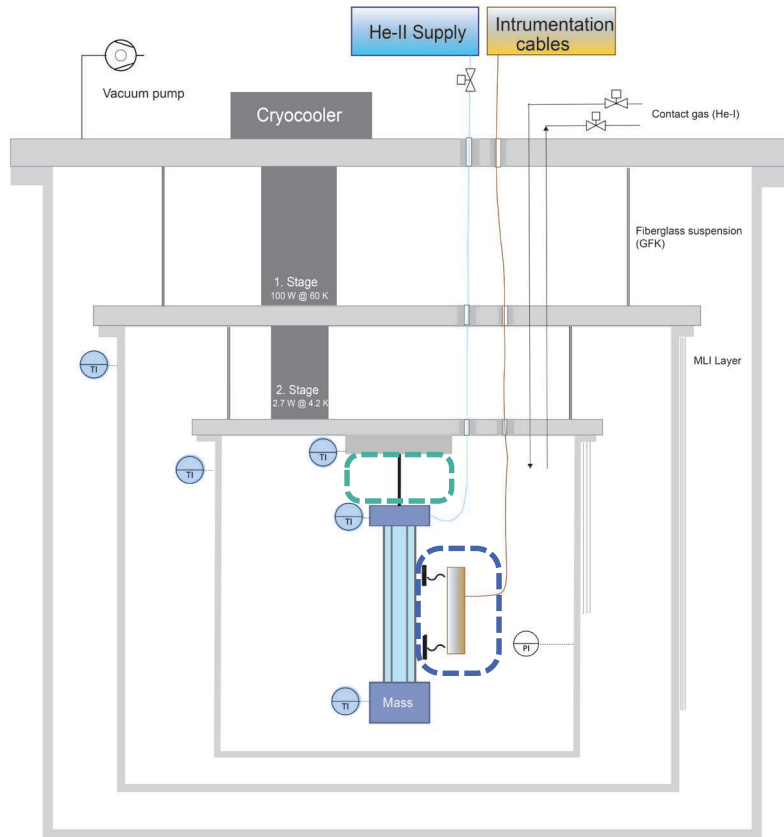 He-II Supply
Intrumentation
cables
Vacuum pump
Cryocooler
Contact gas (He-I)
Fiberglass suspension
(GFK)
1. Stage
100 W @ 60 K
MLI Layer
TI
2. Stage
2.7 W @ 4.2 K
TI
TI
TI
PI
TI
Mass